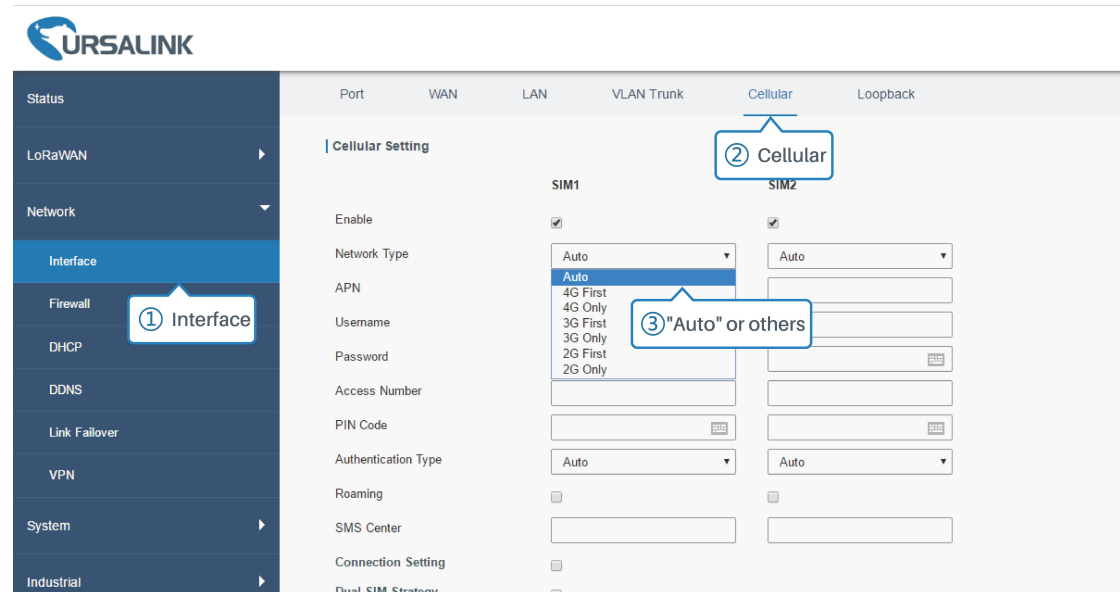 URSALINK
Status
LoRaWAN
Network
Interface
Firewall
DHCP
DDNS
Link Failover
VPN
System
Industrial
① Interface
Port WAN LAN VLAN Trunk Cellular Loopback
② Cellular
Cellular Setting
SIM1 SIM2
Enable
Network Type Auto Auto
Auto
4G First
4G Only
3G First
3G Only
2G First
2G Only
③"Auto" or others
APN
Username
Password
Access Number
PIN Code
Authentication Type Auto Auto
Roaming
SMS Center
Connection Setting
Dual SIM Strategy